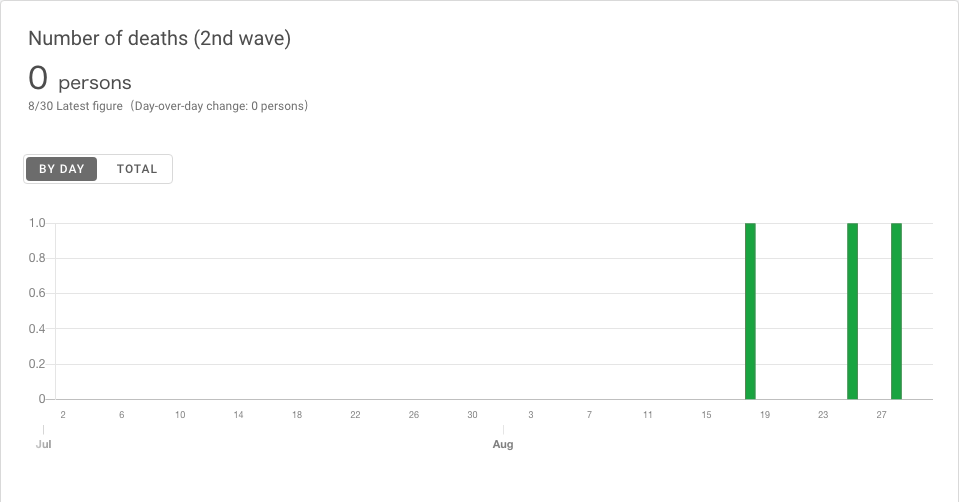 Number of deaths (2nd wave)
0 persons
8/30 Latest figure（Day-over-day change: 0 persons）
BY DAY TOTAL
1.0
0.8
0.6
0.4
0.2
0
2 6 10 14 18 22 26 30 3 7 11 15 19 23 27
Jul Aug